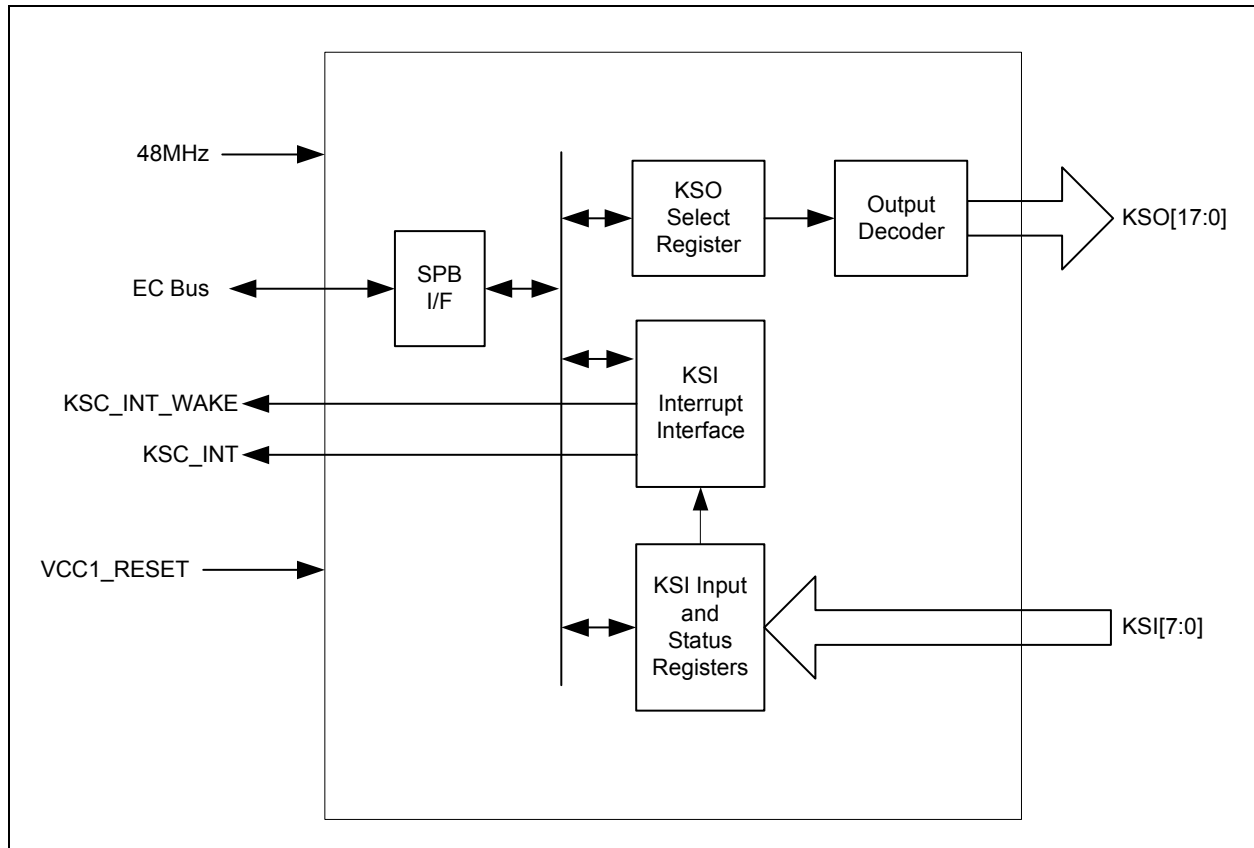 48MHz
KSO
Select
Register
Output
Decoder
KSO[17:0]
EC Bus
SPB
I/F
KSI
Interrupt
Interface
KSC_INT_WAKE
KSC_INT
VCC1_RESET
KSI Input
and
Status
Registers
KSI[7:0]